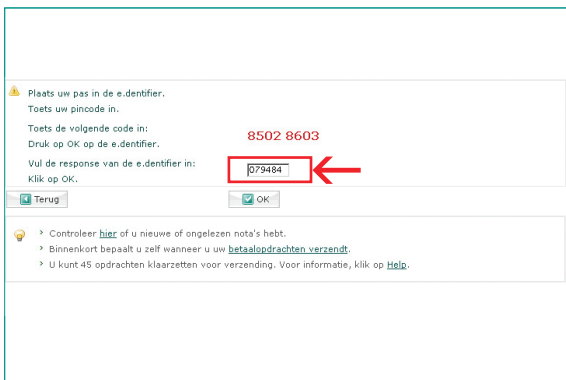 Plaats uw pas in de e.dentifier.
Toets uw pincode in.
Toets de volgende code in:
8502 8603
Druk op OK op de e.dentifier.
Vul de response van de e.dentifier in:
079484
Klik op OK.
Terug
OK
› Controleer hier of u nieuwe of ongelezen nota's hebt.
› Binnenkort bepaalt u zelf wanneer u uw betaalopdrachten verzendt.
› U kunt 45 opdrachten klaarzetten voor verzending. Voor informatie, klik op Help.